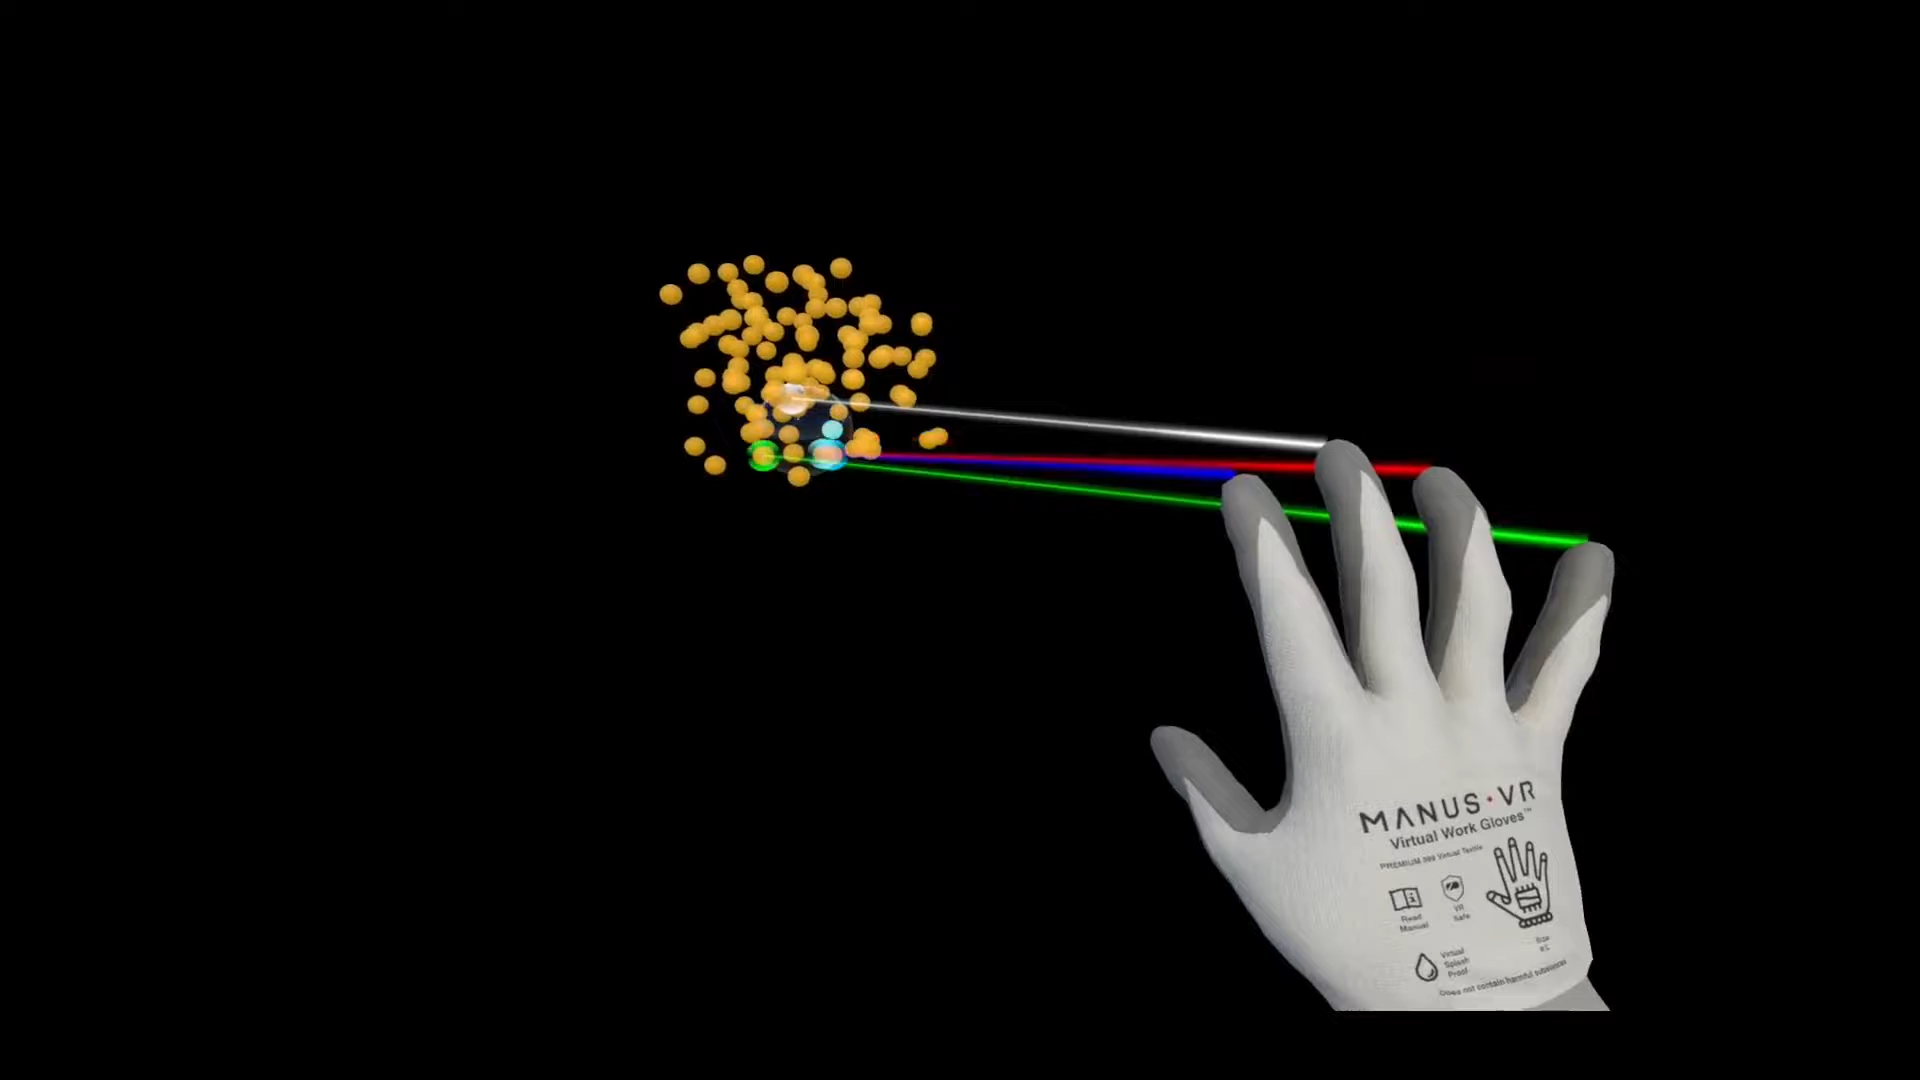 MANUS·VR
Virtual Work Gloves™
PREMIUM 399 Virtual Textile
Read
Manual
VR
Safe
Virtual
Splash
Proof
Size
Does not contain harmful substances